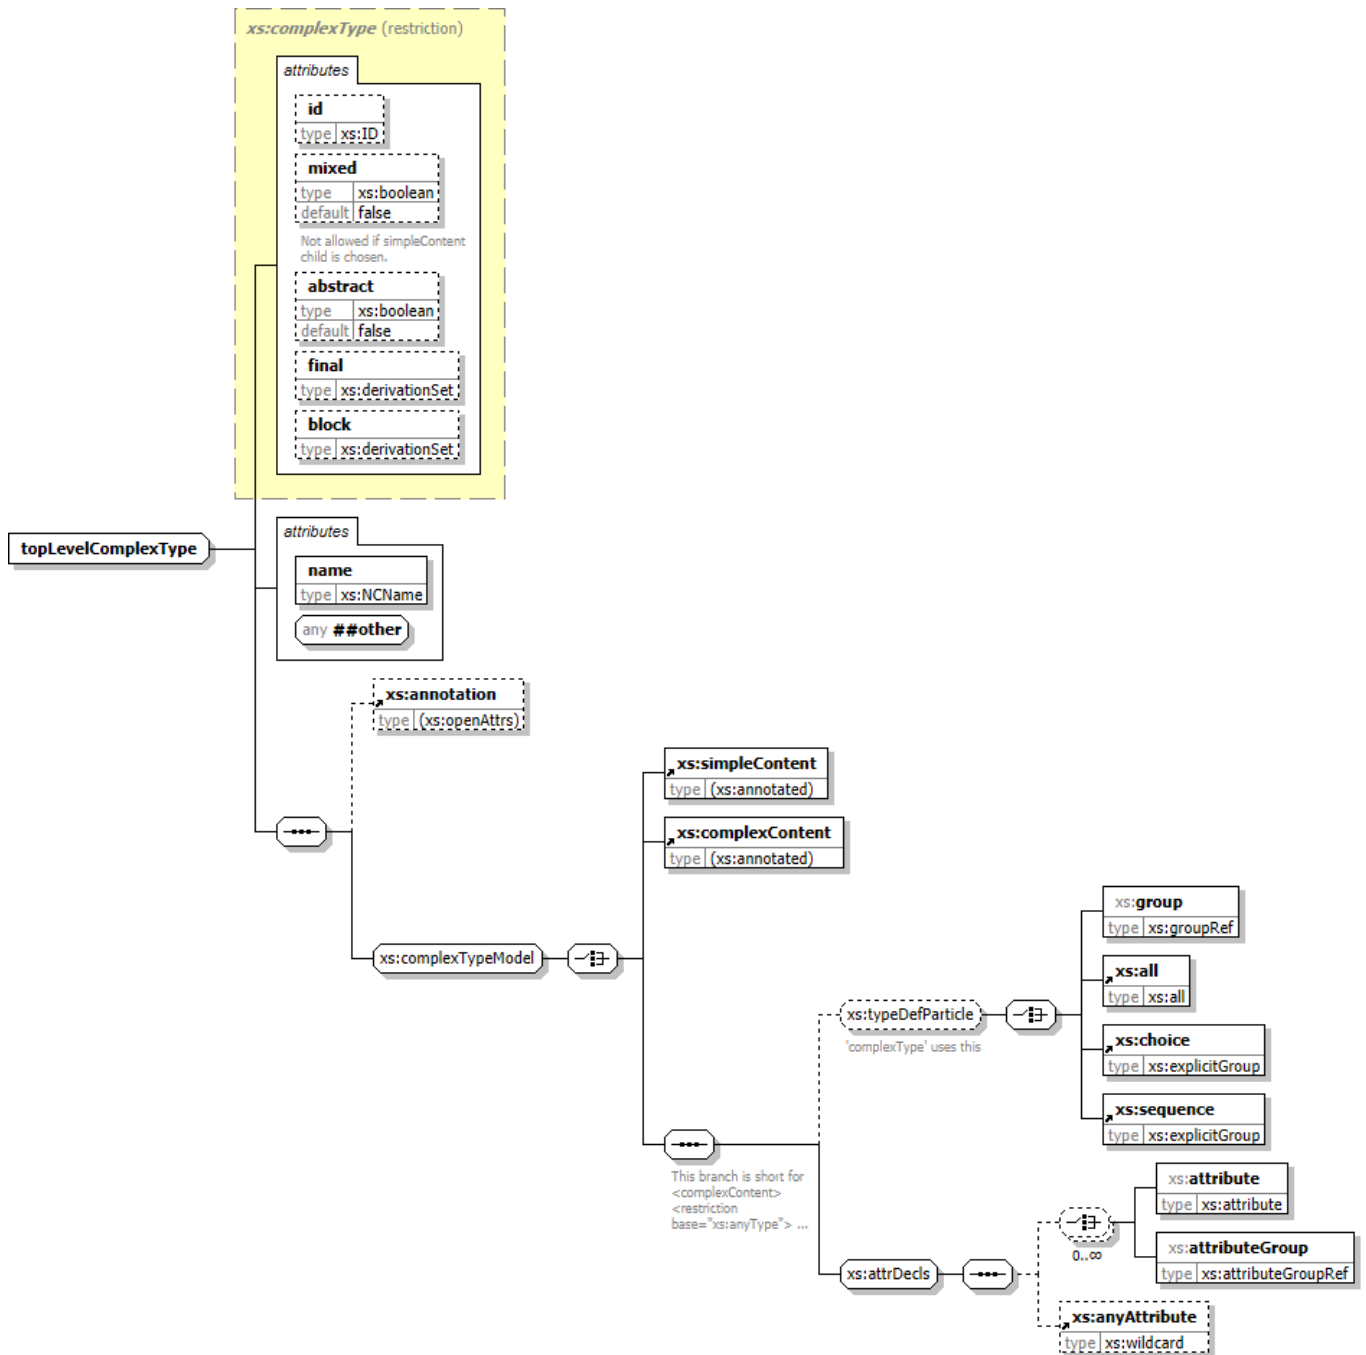 xs:complexType (restriction)
attributes
id
type xs:ID
mixed
type xs:boolean
default false
Not allowed if simpleContent
child is chosen.
abstract
type xs:boolean
default false
final
type xs:derivationSet
block
type xs:derivationSet
topLevelComplexType
attributes
name
type xs:NCName
any ##other
xs:annotation
type (xs:openAttrs)
xs:complexTypeModel
xs:simpleContent
type (xs:annotated)
xs:complexContent
type (xs:annotated)
This branch is short for
<complexContent>
<restriction
base="xs:anyType"> ...
xs:typeDefParticle
'complexType' uses this
xs:group
type xs:groupRef
xs:all
type xs:all
xs:choice
type xs:explicitGroup
xs:sequence
type xs:explicitGroup
xs:attrDecls
0..∞
xs:attribute
type xs:attribute
xs:attributeGroup
type xs:attributeGroupRef
xs:anyAttribute
type xs:wildcard